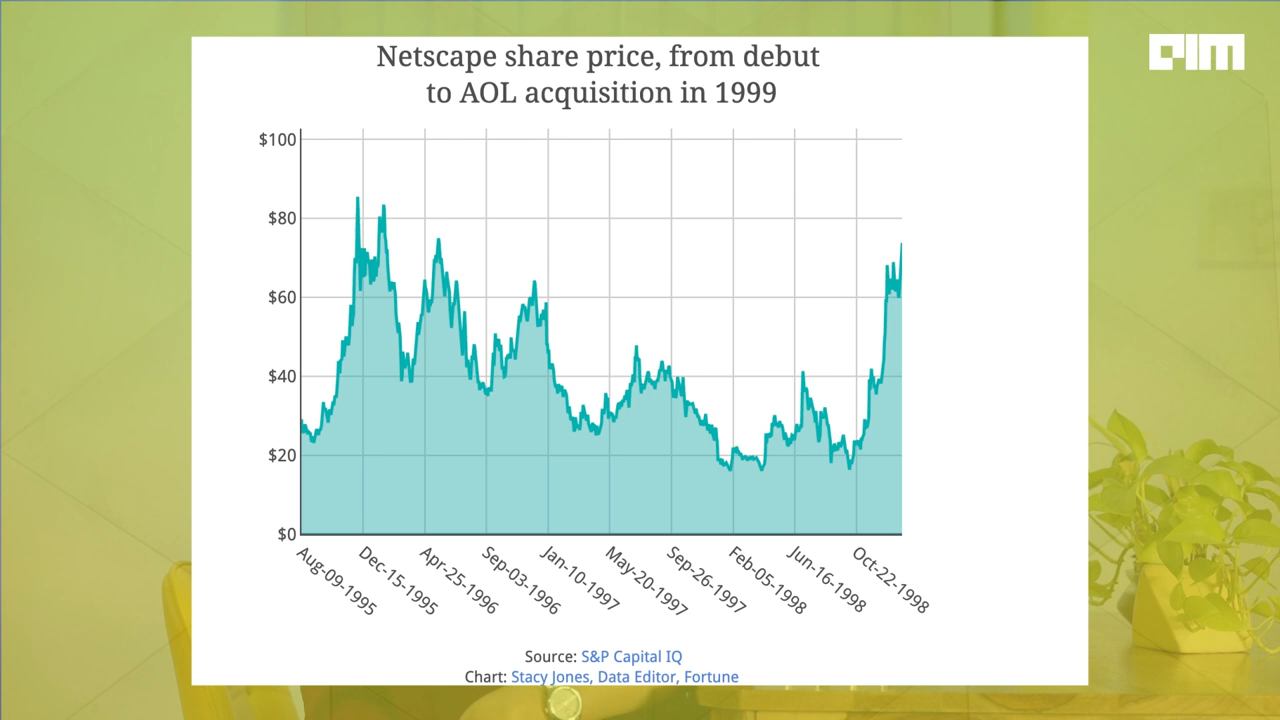 AIM
Netscape share price, from debut
to AOL acquisition in 1999
$100
$80
$60
$40
$20
$0
Aug-09-1995
Dec-15-1995
Apr-25-1996
Sep-03-1996
Jan-10-1997
May-20-1997
Sep-26-1997
Feb-05-1998
Jun-16-1998
Oct-22-1998
Source: S&P Capital IQ
Chart: Stacy Jones, Data Editor, Fortune